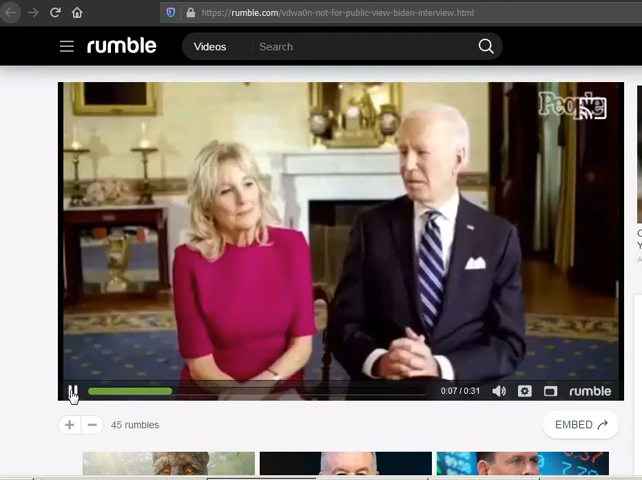 https://rumble.com/vdwa0n-not-for-public-view-biden-interview.html
rumble
Videos
Search
People
0:07 / 0:31
rumble
45 rumbles
EMBED